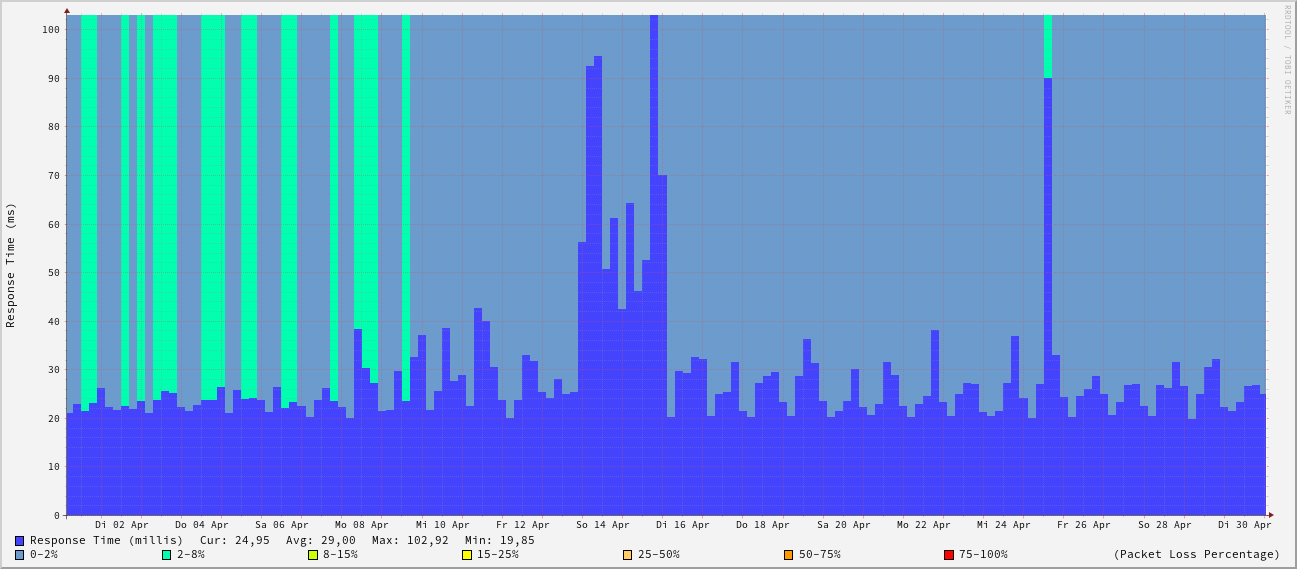 RRDTOOL / TOBI OETIKER
Response Time (ms)
100
90
80
70
60
50
40
30
20
10
0
Di 02 Apr Do 04 Apr Sa 06 Apr Mo 08 Apr Mi 10 Apr Fr 12 Apr So 14 Apr Di 16 Apr Do 18 Apr Sa 20 Apr Mo 22 Apr Mi 24 Apr Fr 26 Apr So 28 Apr Di 30 Apr
Response Time (millis) Cur: 24,95 Avg: 29,00 Max: 102,92 Min: 19,85
0-2% 2-8% 8-15% 15-25% 25-50% 50-75% 75-100% (Packet Loss Percentage)